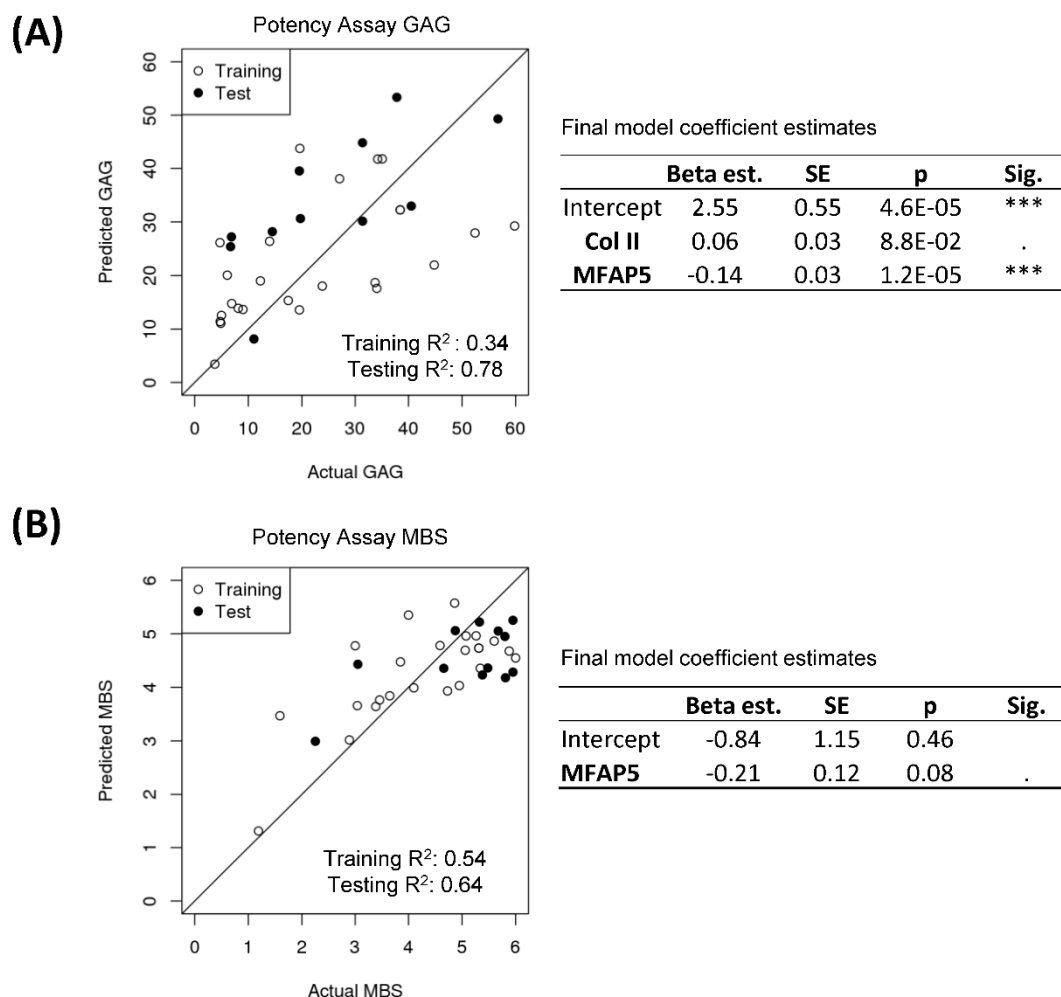 (A)
Potency Assay GAG
Training
Test
Predicted GAG
60
50
40
30
20
10
0
Training R²: 0.34
Testing R²: 0.78
0 10 20 30 40 50 60
Actual GAG
Final model coefficient estimates
Beta est. SE p Sig.
Intercept 2.55 0.55 4.6E-05 ***
Col II 0.06 0.03 8.8E-02 .
MFAP5 -0.14 0.03 1.2E-05 ***
(B)
Potency Assay MBS
Training
Test
Predicted MBS
6
5
4
3
2
1
0
Training R²: 0.54
Testing R²: 0.64
0 1 2 3 4 5 6
Actual MBS
Final model coefficient estimates
Beta est. SE p Sig.
Intercept -0.84 1.15 0.46
MFAP5 -0.21 0.12 0.08 .